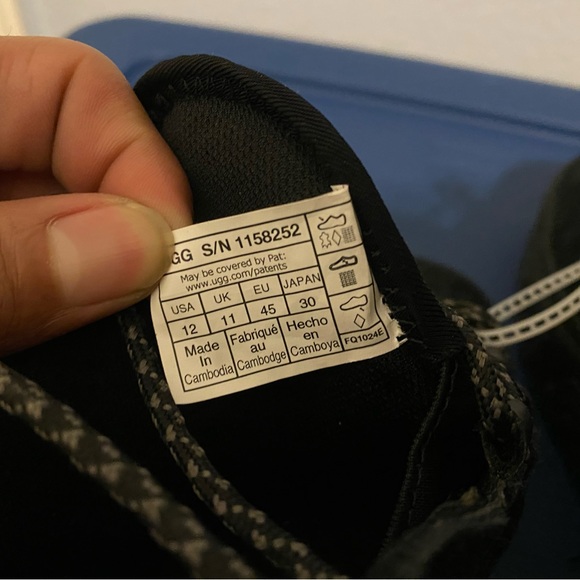 GG S/N 1158252
May be covered by Pat:
www.ugg.com/patents
USA UK EU JAPAN
12 11 45 30
Made In Cambodia
Fabriqué au Cambodge
Hecho en Camboya
FQ1024E